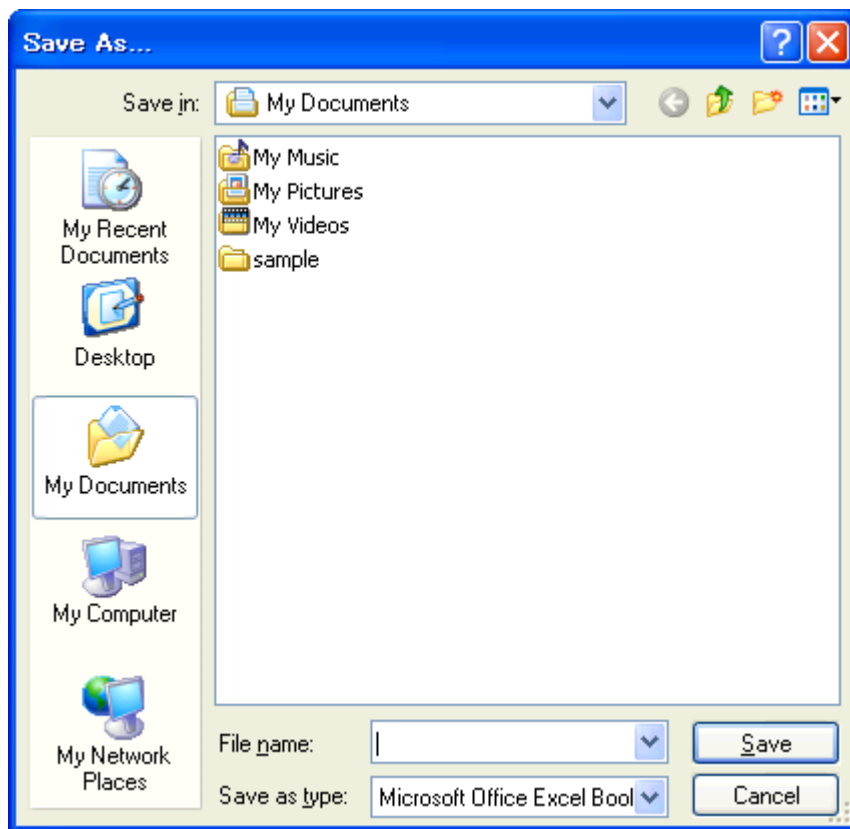 Save As...
Save in:
My Documents
My Recent
Documents
Desktop
My Documents
My Computer
My Network
Places
My Music
My Pictures
My Videos
sample
File name:
Save
Save as type:
Microsoft Office Excel Bool
Cancel